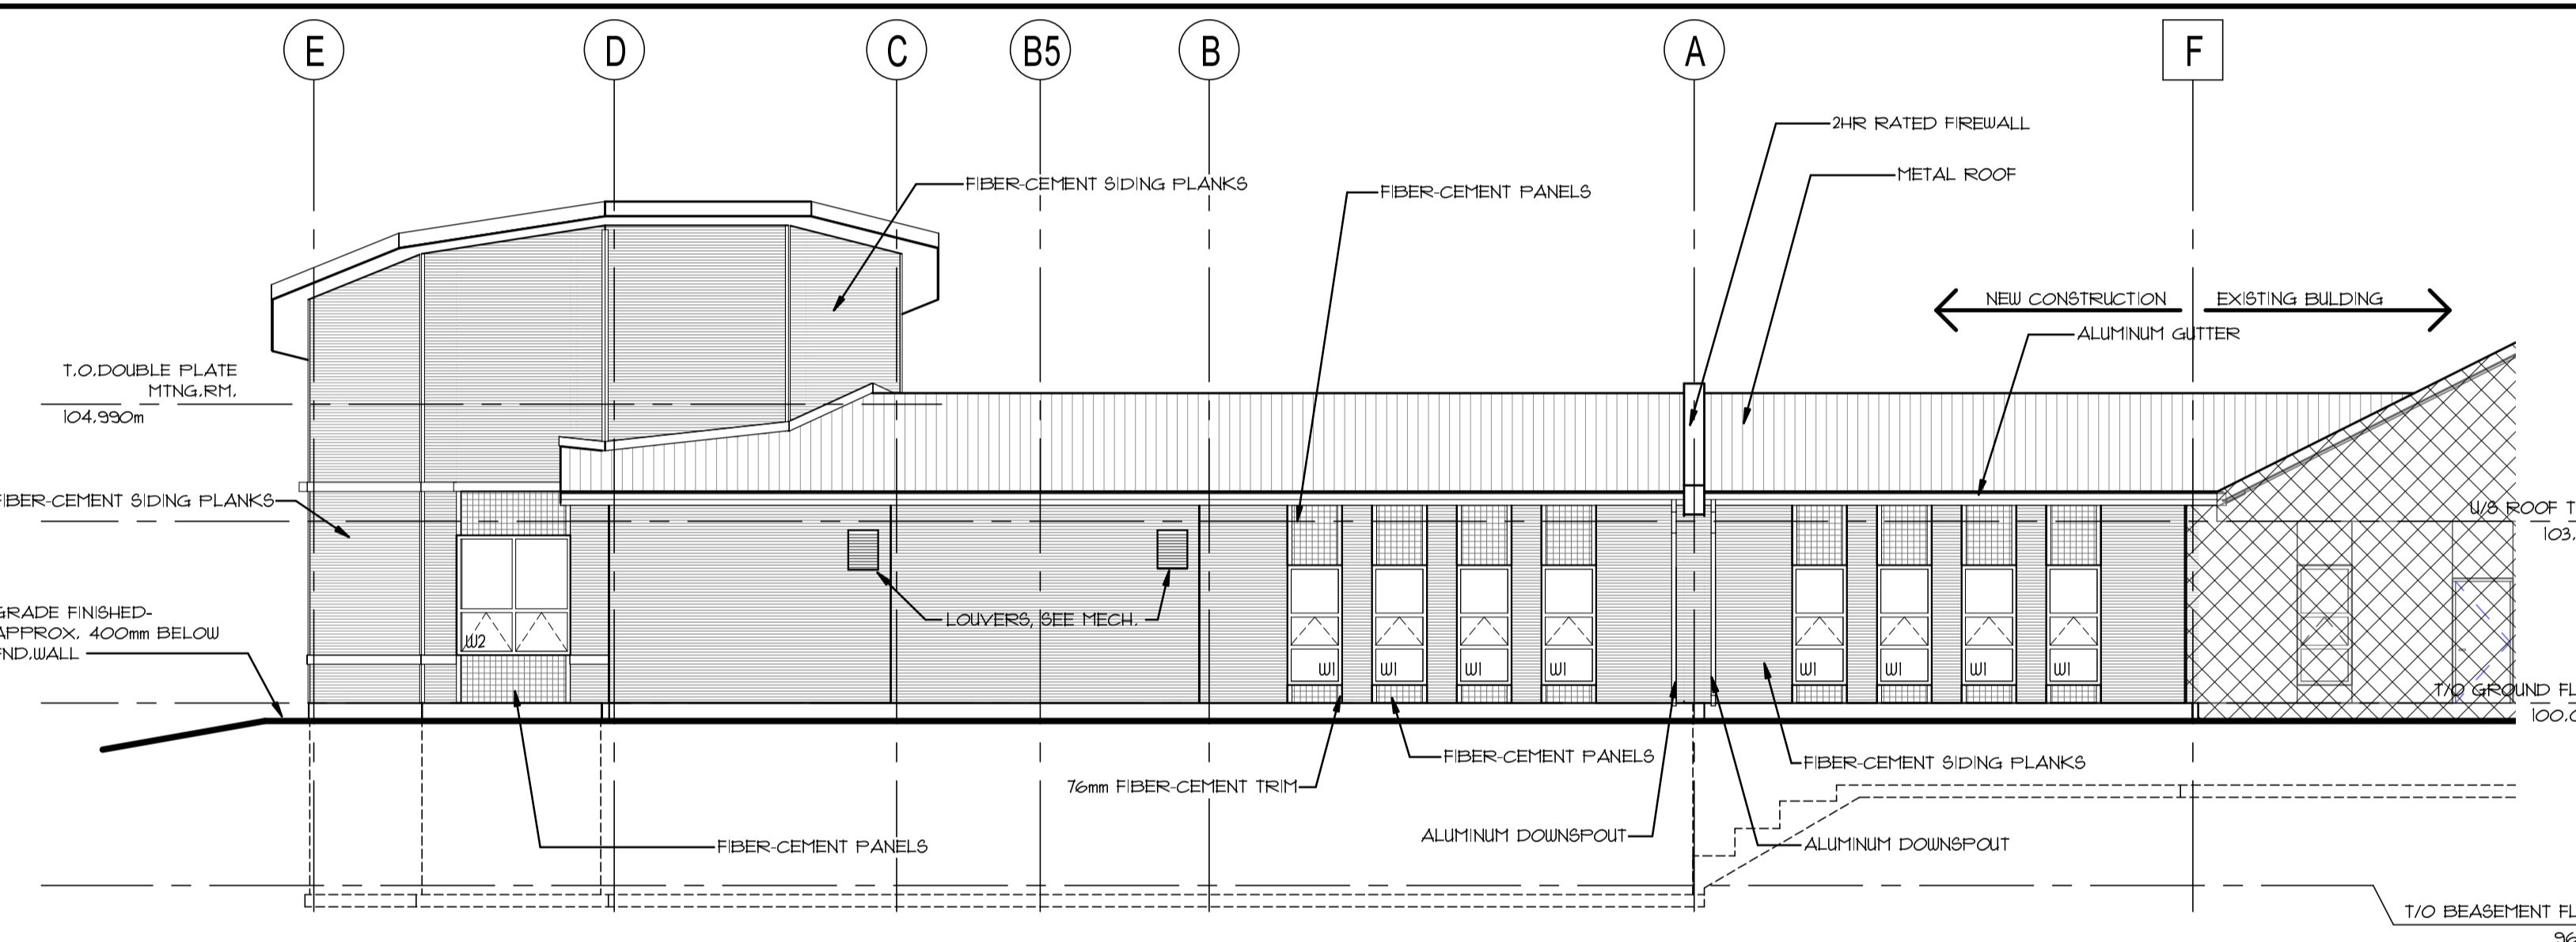 E
D
C
B5
B
A
F
2HR RATED FIREWALL
METAL ROOF
FIBER-CEMENT SIDING PLANKS
FIBER-CEMENT PANELS
NEW CONSTRUCTION
EXISTING BULDING
ALUMINUM GUTTER
T.O.DOUBLE PLATE
MTNG.RM.
104.990m
FIBER-CEMENT SIDING PLANKS
U/S ROOF
103.
GRADE FINISHED-
APPROX. 400mm BELOW
FND.WALL
LOUVERS, SEE MECH.
W2
W1
W1
W1
W1
W1
W1
W1
W1
T/O GROUND
100.0
FIBER-CEMENT PANELS
FIBER-CEMENT SIDING PLANKS
76mm FIBER-CEMENT TRIM
ALUMINUM DOWNSPOUT
ALUMINUM DOWNSPOUT
FIBER-CEMENT PANELS
T/O BEASEMENT
96